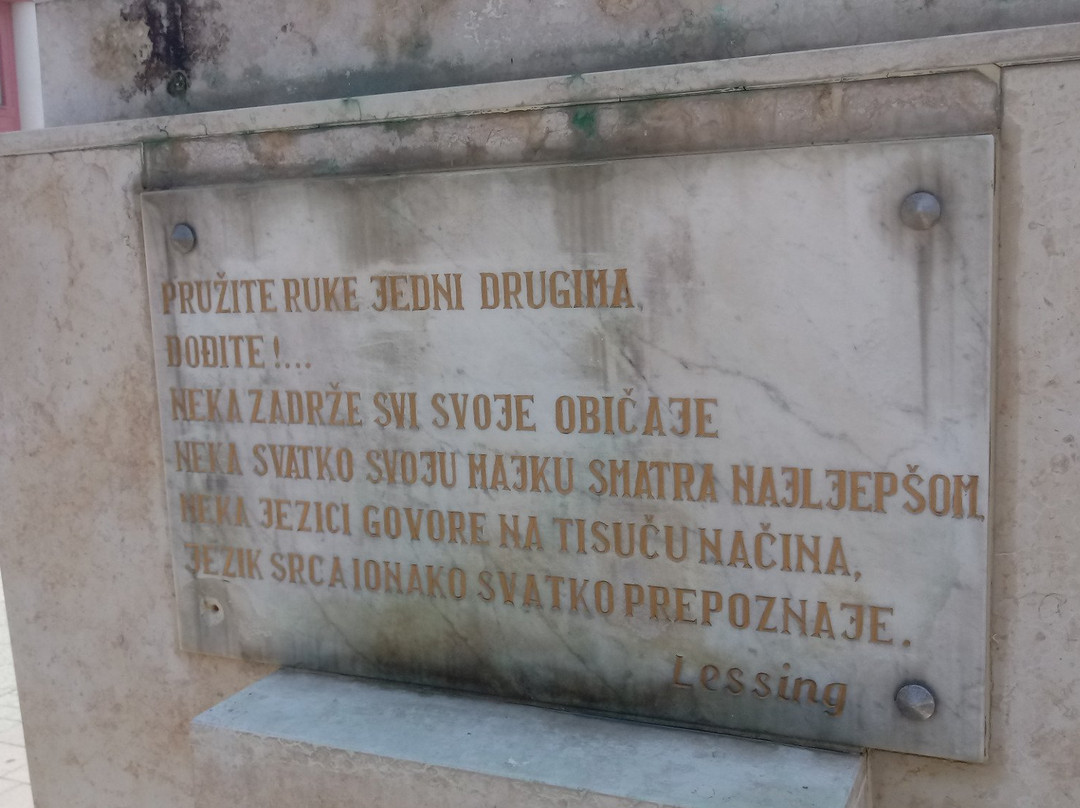 PRUŽITE RUKE JEDNI DRUGIMA,
DOĐITE !...
NEKA ZADRŽE SVI SVOJE OBIČAJE
NEKA SVATKO SVOJU MAJKU SMATRA NAJLJEPŠOM,
NEKA JEZICI GOVORE NA TISUČU NAČINA,
JEZIK SRCA IONAKO SVATKO PREPOZNAJE.
Lessing